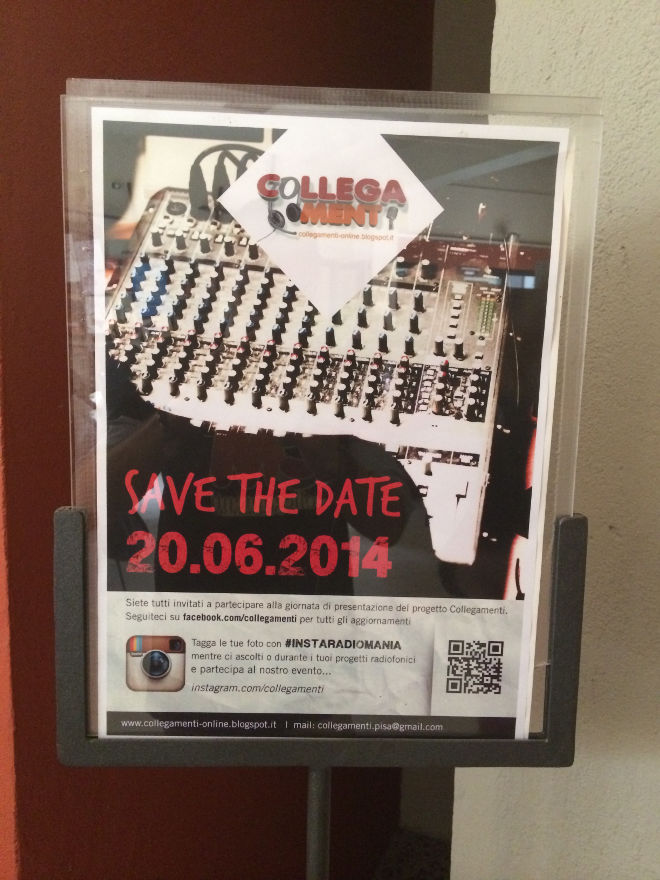 COLLEGA
MENTI
collegamenti-online.blogspot.it
SAVE THE DATE
20.06.2014
Siete tutti invitati a partecipare alla giornata di presentazione del progetto Collegamenti.
Seguiteci su facebook.com/collegamenti per tutti gli aggiornamenti
Tagga le tue foto con #INSTARADIOMANIA
mentre ci ascolti o durante i tuoi progetti radiofonici
e partecipa al nostro evento...
instagram.com/collegamenti
www.collegamenti-online.blogspot.it | mail: collegamenti.pisa@gmail.com